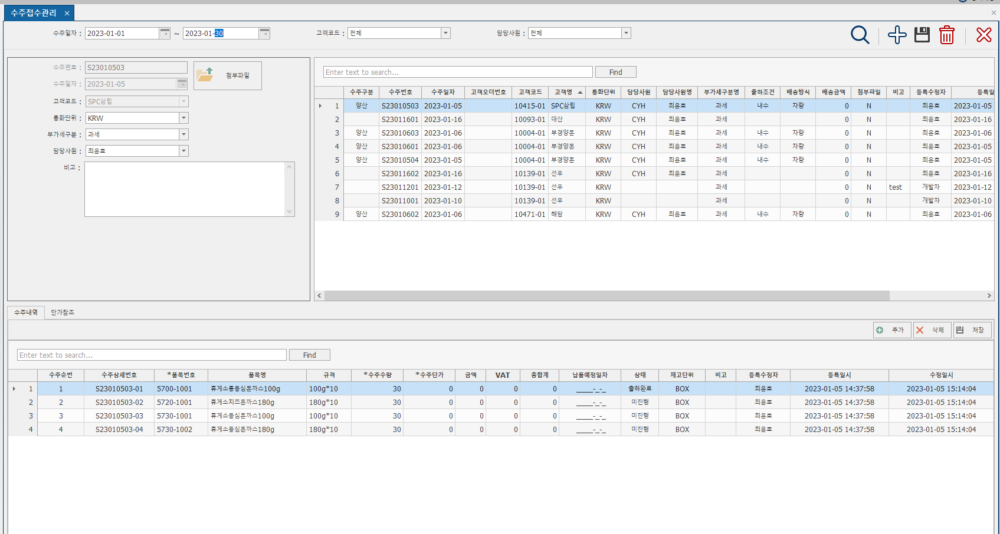 수주접수관리 ×
수주일자 : 2023-01-01 ~ 2023-01-30 고객코드 : 전체 담당사원 : 전체
수주번호 : S23010503 첨부파일
수주일자 : 2023-01-05
고객코드 : SPC삼립
통화단위 : KRW
부가세구분 : 과세
담당사원 : 최윤호
비고 :
Enter text to search... Find
수주구분 수주번호 수주일자 고객오더번호 고객코드 고객명 통화단위 담당사원 담당사원명 부가세구분명 출하조건 배송방식 배송금액 첨부파일 비고 등록수정자 등록일
1 양산 S23010503 2023-01-05 10415-01 SPC삼립 KRW CYH 최윤호 과세 내수 차량 0 N 최윤호 2023-01-05
2 S23011601 2023-01-16 10093-01 대산 KRW CYH 최윤호 과세 0 N 최윤호 2023-01-16
3 양산 S23010603 2023-01-06 10004-01 부경양돈 KRW CYH 최윤호 과세 내수 차량 0 N 최윤호 2023-01-06
4 양산 S23010601 2023-01-06 10004-01 부경양돈 KRW CYH 최윤호 과세 내수 차량 0 N 최윤호 2023-01-05
5 양산 S23010504 2023-01-05 10004-01 부경양돈 KRW CYH 최윤호 과세 내수 차량 0 N 최윤호 2023-01-05
6 S23011602 2023-01-16 10139-01 선우 KRW CYH 최윤호 과세 0 N 최윤호 2023-01-16
7 S23011201 2023-01-12 10139-01 선우 KRW 과세 0 N test 개발자 2023-01-12
8 S23011001 2023-01-10 10139-01 선우 KRW 과세 0 N 개발자 2023-01-10
9 양산 S23010602 2023-01-06 10471-01 해담 KRW CYH 최윤호 과세 내수 차량 0 N 최윤호 2023-01-06
수주내역 단가참조
추가 삭제 저장
Enter text to search... Find
수주순번 수주상세번호 *품목번호 품목명 규격 *수주수량 *수주단가 금액 VAT 총합계 납품예정일자 상태 재고단위 비고 등록수정자 등록일시 수정일시
1 1 S23010503-01 5700-1001 휴게소통등심돈까스100g 100g*10 30 0 0 0 0 ____-_-_ 출하완료 BOX 최윤호 2023-01-05 14:37:58 2023-01-05 15:14:04
2 2 S23010503-02 5720-1001 휴게소치즈돈까스180g 180g*10 30 0 0 0 0 ____-_-_ 미진행 BOX 최윤호 2023-01-05 14:37:58 2023-01-05 15:14:04
3 3 S23010503-03 5730-1001 휴게소등심돈까스100g 100g*10 30 0 0 0 0 ____-_-_ 미진행 BOX 최윤호 2023-01-05 14:37:58 2023-01-05 15:14:04
4 4 S23010503-04 5730-1002 휴게소등심돈까스180g 180g*10 30 0 0 0 0 ____-_-_ 미진행 BOX 최윤호 2023-01-05 14:37:58 2023-01-05 15:14:04